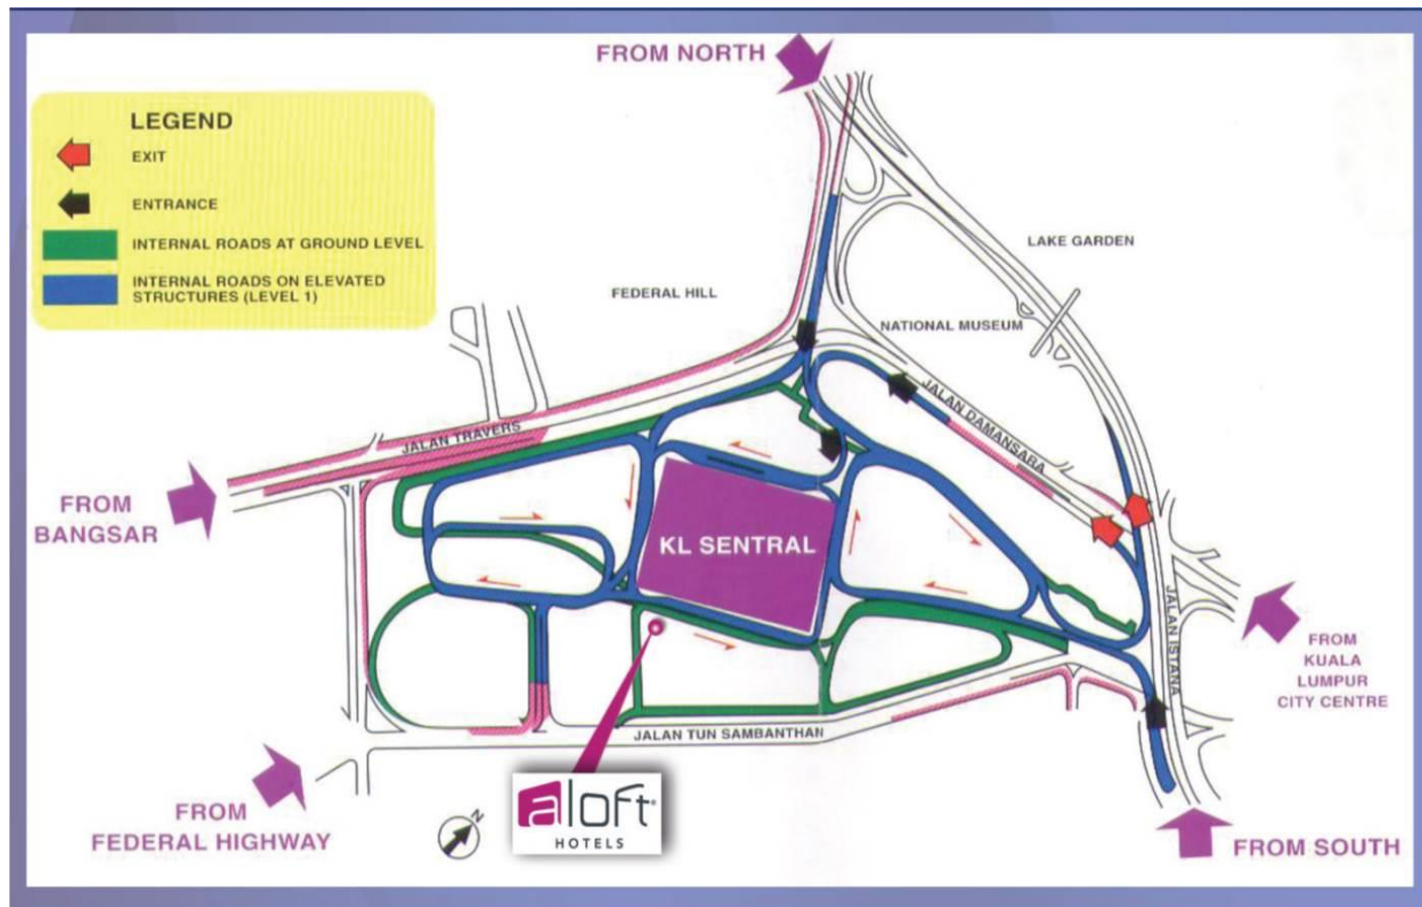 FROM NORTH
LEGEND
EXIT
ENTRANCE
INTERNAL ROADS AT GROUND LEVEL
INTERNAL ROADS ON ELEVATED
STRUCTURES (LEVEL 1)
LAKE GARDEN
FEDERAL HILL
NATIONAL MUSEUM
JALAN DAMANSARA
JALAN TRAVERS
FROM
BANGSAR
KL SENTRAL
JALAN ISTANA
FROM
KUALA
LUMPUR
CITY CENTRE
JALAN TUN SAMBANTHAN
FROM
FEDERAL HIGHWAY
N
aloft®
HOTELS
FROM SOUTH